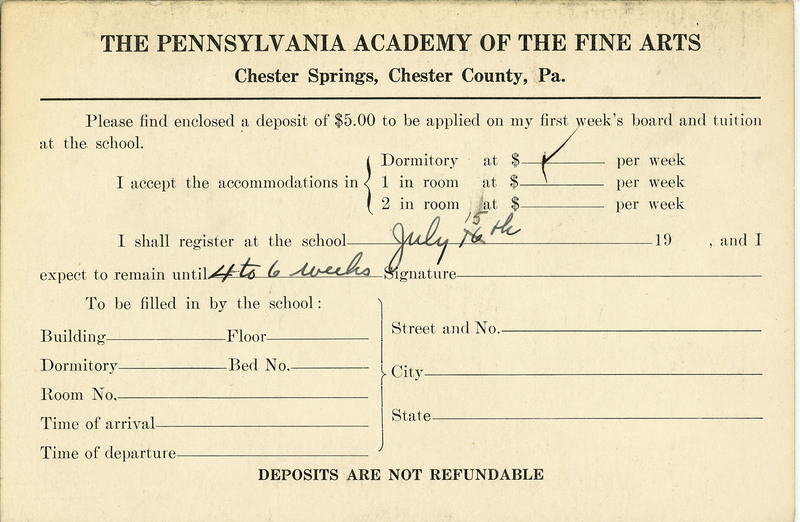 THE PENNSYLVANIA ACADEMY OF THE FINE ARTS
Chester Springs, Chester County, Pa.
Please find enclosed a deposit of $5.00 to be applied on my first week's board and tuition
at the school.
I accept the accommodations in
Dormitory at $ per week
1 in room at $ per week
2 in room at $ per week
15
I shall register at the school July 16th 19 , and I
expect to remain until 4 to 6 weeks Signature
To be filled in by the school:
Building Floor
Dormitory Bed No.
Room No.
Time of arrival
Time of departure
Street and No.
City
State
DEPOSITS ARE NOT REFUNDABLE